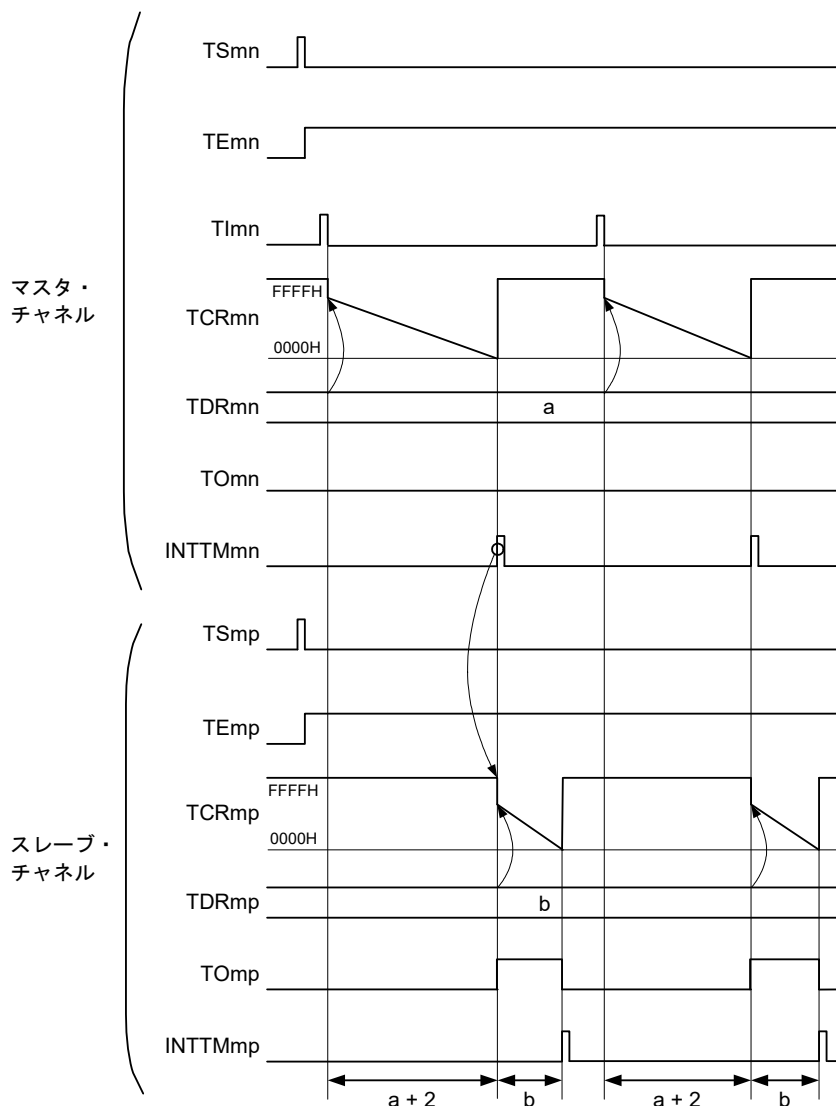 TSmn
TEmn
TImn
マスタ・
チャネル
FFFFH
TCRmn
0000H
TDRmn
a
TOmn
INTTMmn
TSmp
TEmp
FFFFH
TCRmp
0000H
スレーブ・
チャネル
TDRmp
b
TOmp
INTTMmp
a + 2
b
a + 2
b